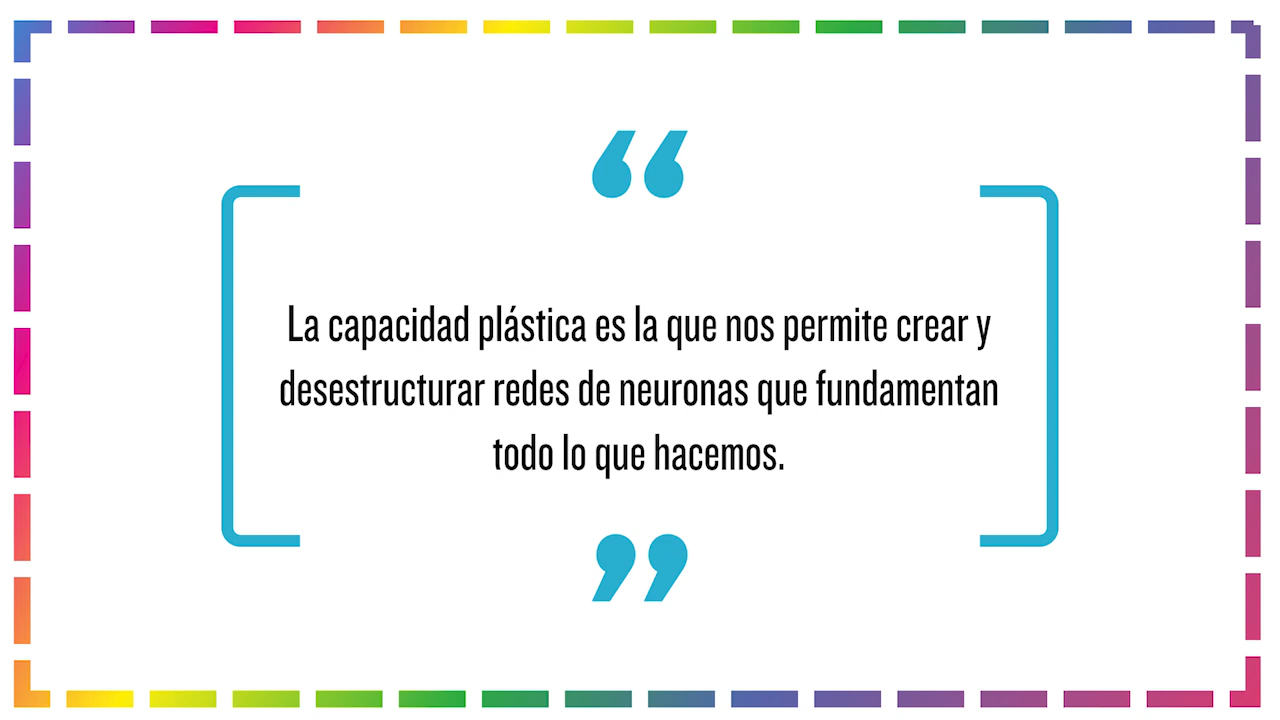 “
La capacidad plástica es la que nos permite crear y
desestructurar redes de neuronas que fundamentan
todo lo que hacemos.
”